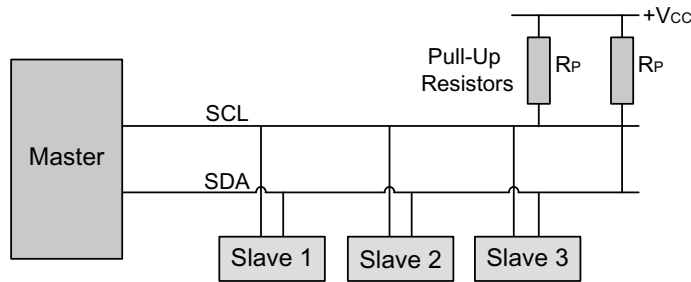 +VCC
Pull-Up
Resistors
RP
RP
SCL
Master
SDA
Slave 1
Slave 2
Slave 3